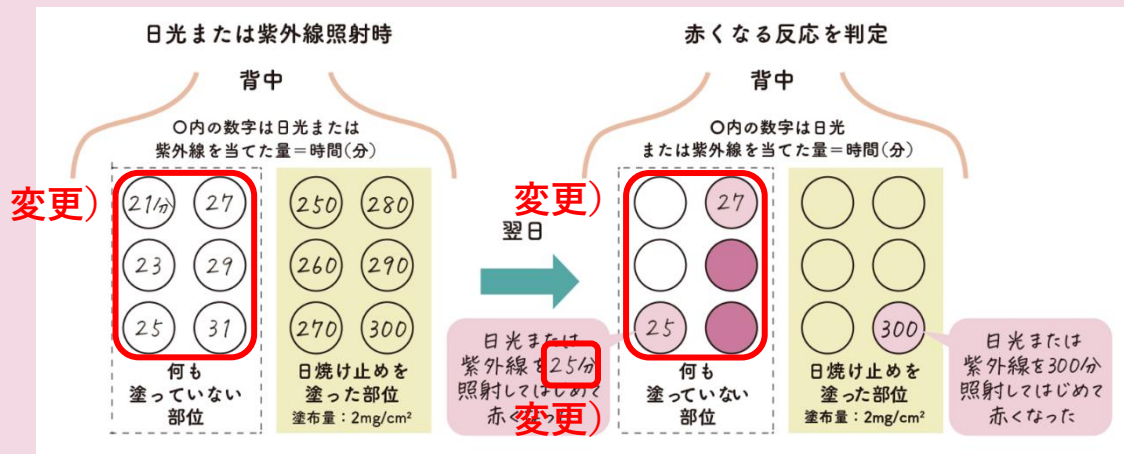 日光または紫外線照射時
背中
〇内の数字は日光または
紫外線を当てた量＝時間(分)
変更)
21分 27
23 29
25 31
何も
塗っていない
部位
250 280
260 290
270 300
日焼け止めを
塗った部位
塗布量：2mg/cm²
翌日
赤くなる反応を判定
背中
〇内の数字は日光
または紫外線を当てた量＝時間(分)
変更)
27
25
何も
塗っていない
部位
300
日焼け止めを
塗った部位
塗布量：2mg/cm²
日光または
紫外線を25分
照射してはじめて
赤くなった
変更)
日光または
紫外線を300分
照射してはじめて
赤くなった